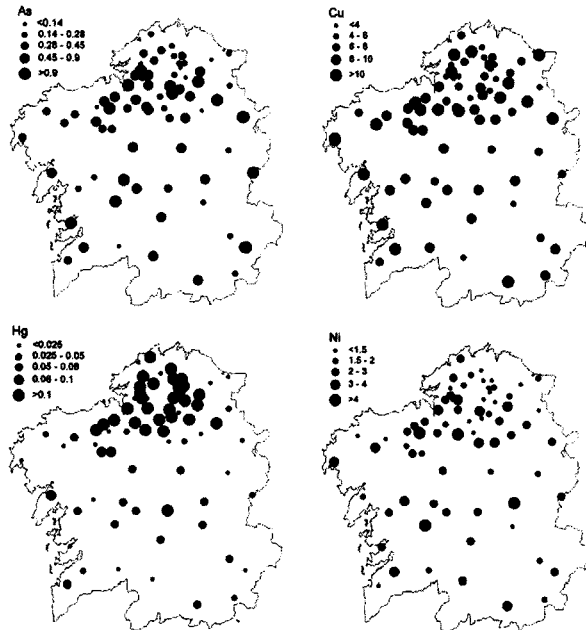 As
<0.14
0.14 - 0.28
0.28 - 0.45
0.45 - 0.9
>0.9
Cu
<4
4 - 6
6 - 8
8 - 10
>10
Hg
<0.025
0.025 - 0.05
0.05 - 0.08
0.08 - 0.1
>0.1
Ni
<1.5
1.5 - 2
2 - 3
3 - 4
>4